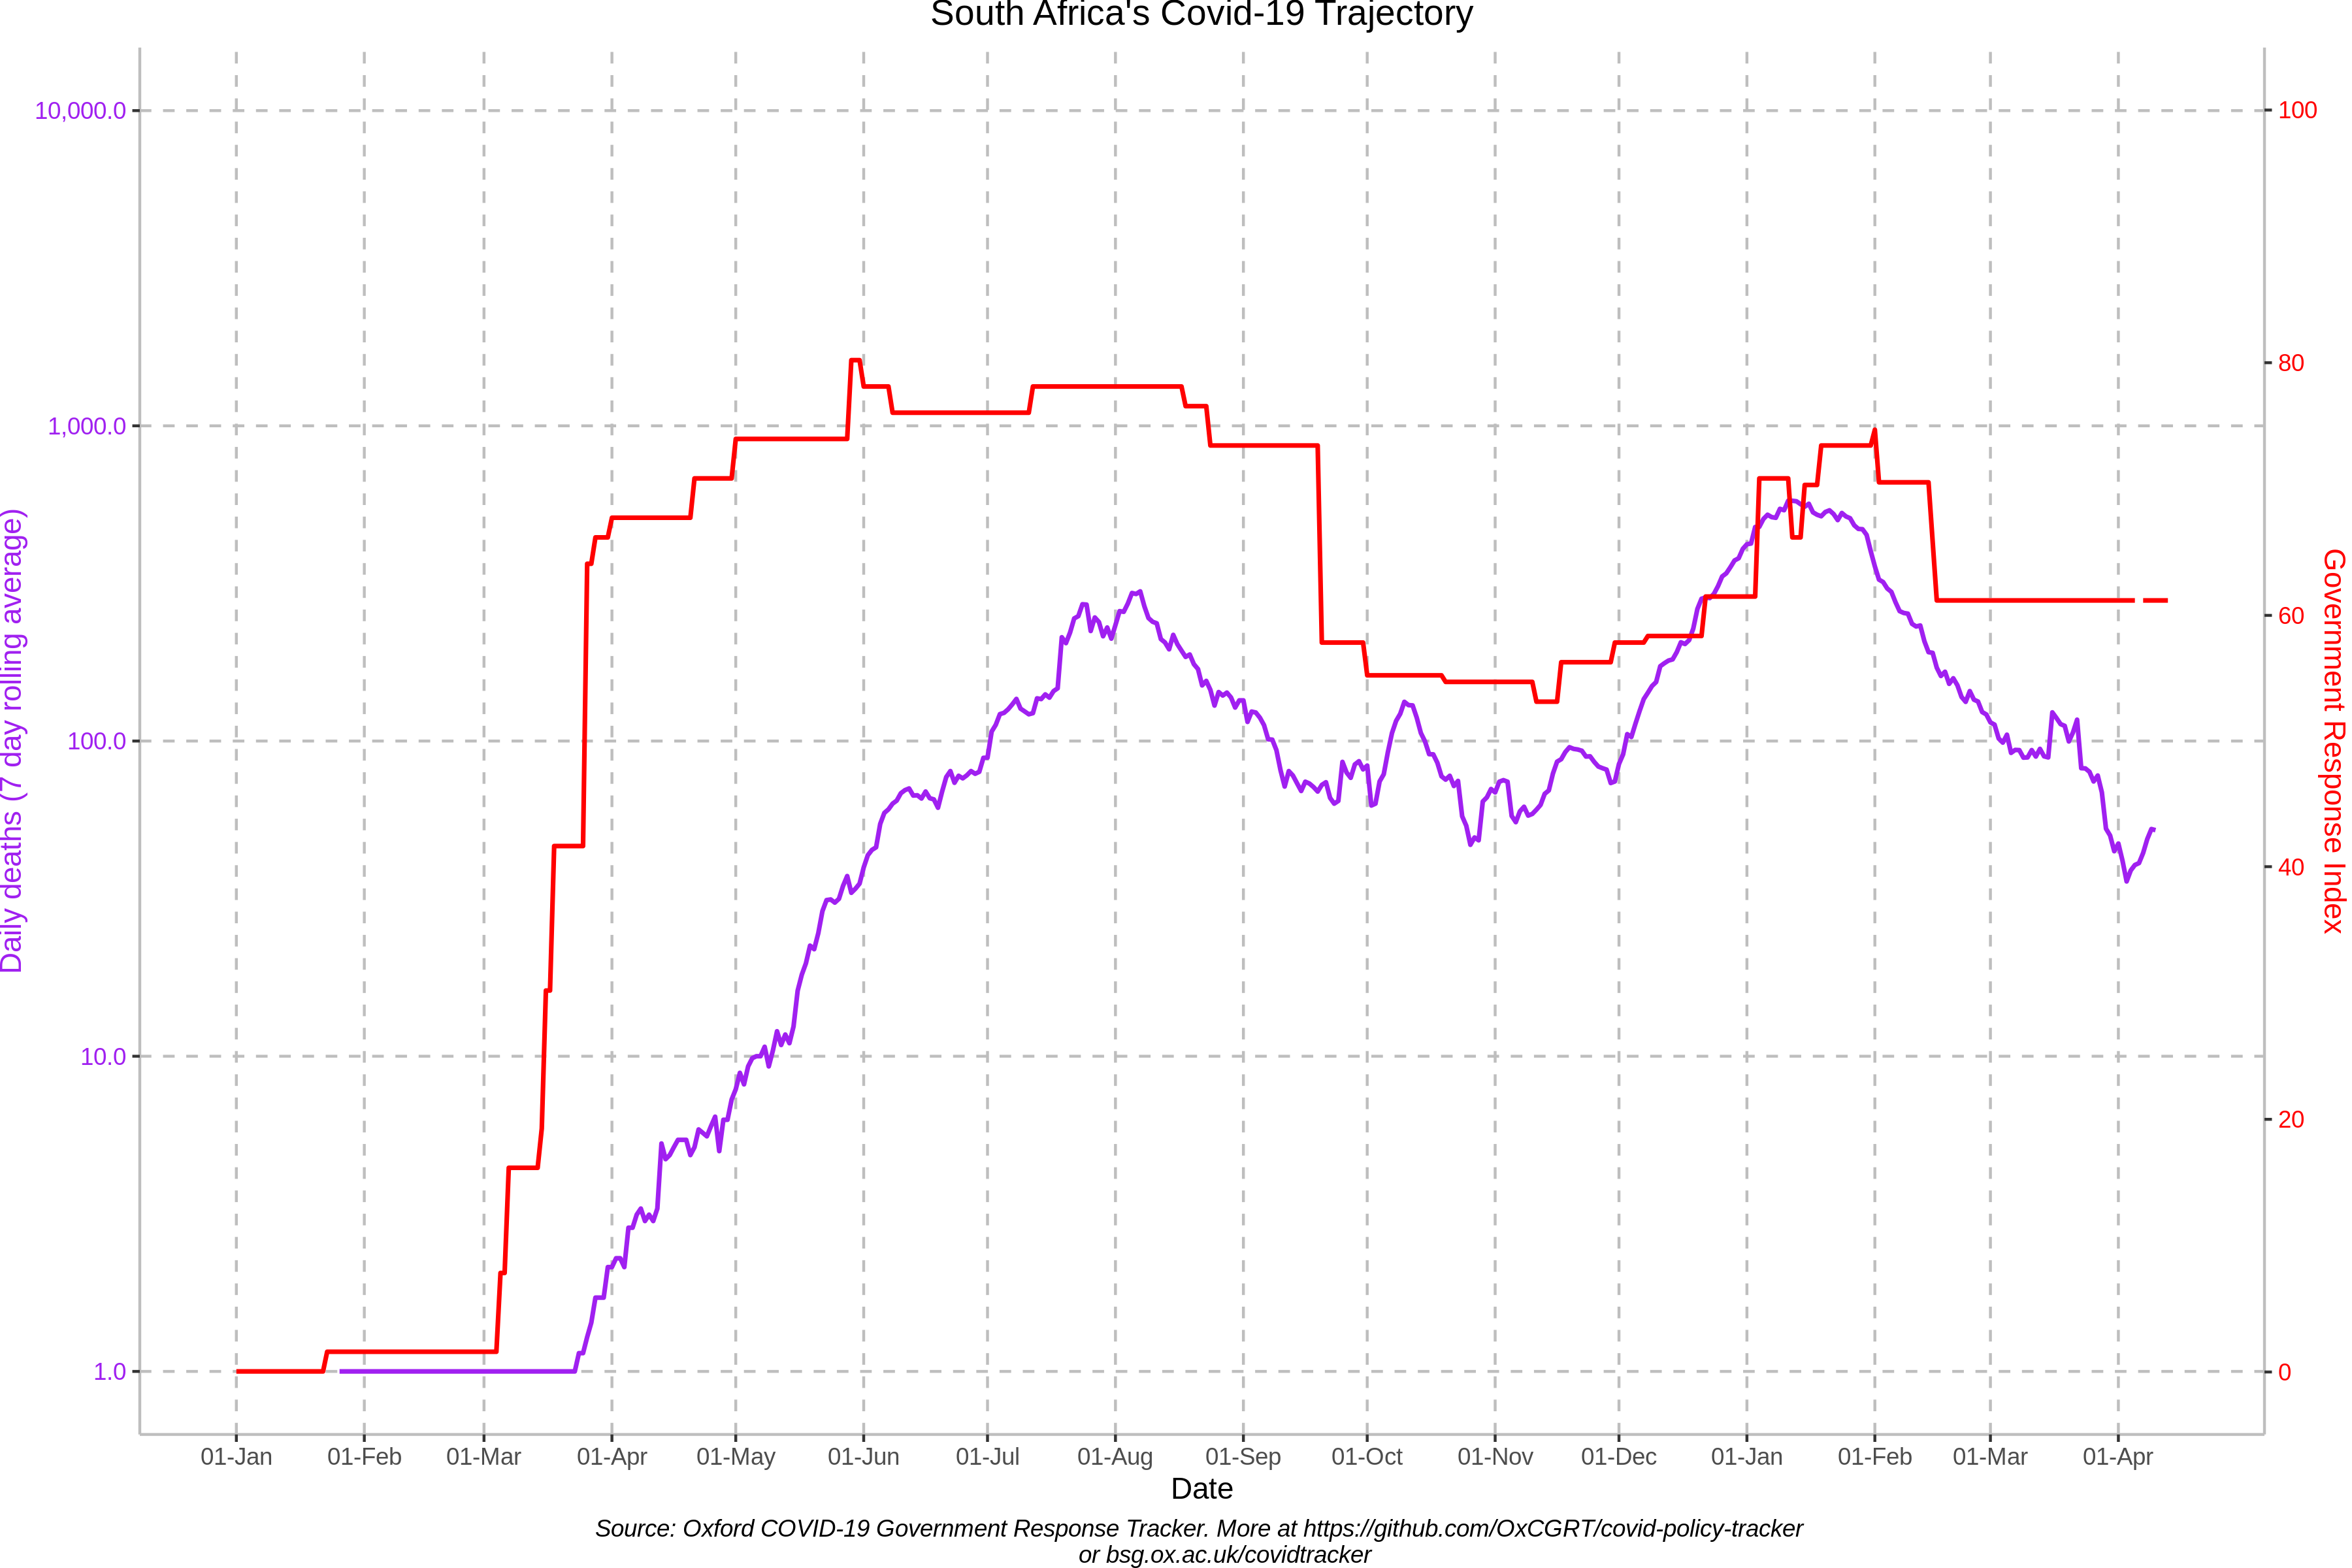 South Africa's Covid-19 Trajectory
10,000.0
1,000.0
100.0
10.0
1.0
Daily deaths (7 day rolling average)
100
80
60
40
20
0
Government Response Index
01-Jan 01-Feb 01-Mar 01-Apr 01-May 01-Jun 01-Jul 01-Aug 01-Sep 01-Oct 01-Nov 01-Dec 01-Jan 01-Feb 01-Mar 01-Apr
Date
Source: Oxford COVID-19 Government Response Tracker. More at https://github.com/OxCGRT/covid-policy-tracker
or bsg.ox.ac.uk/covidtracker